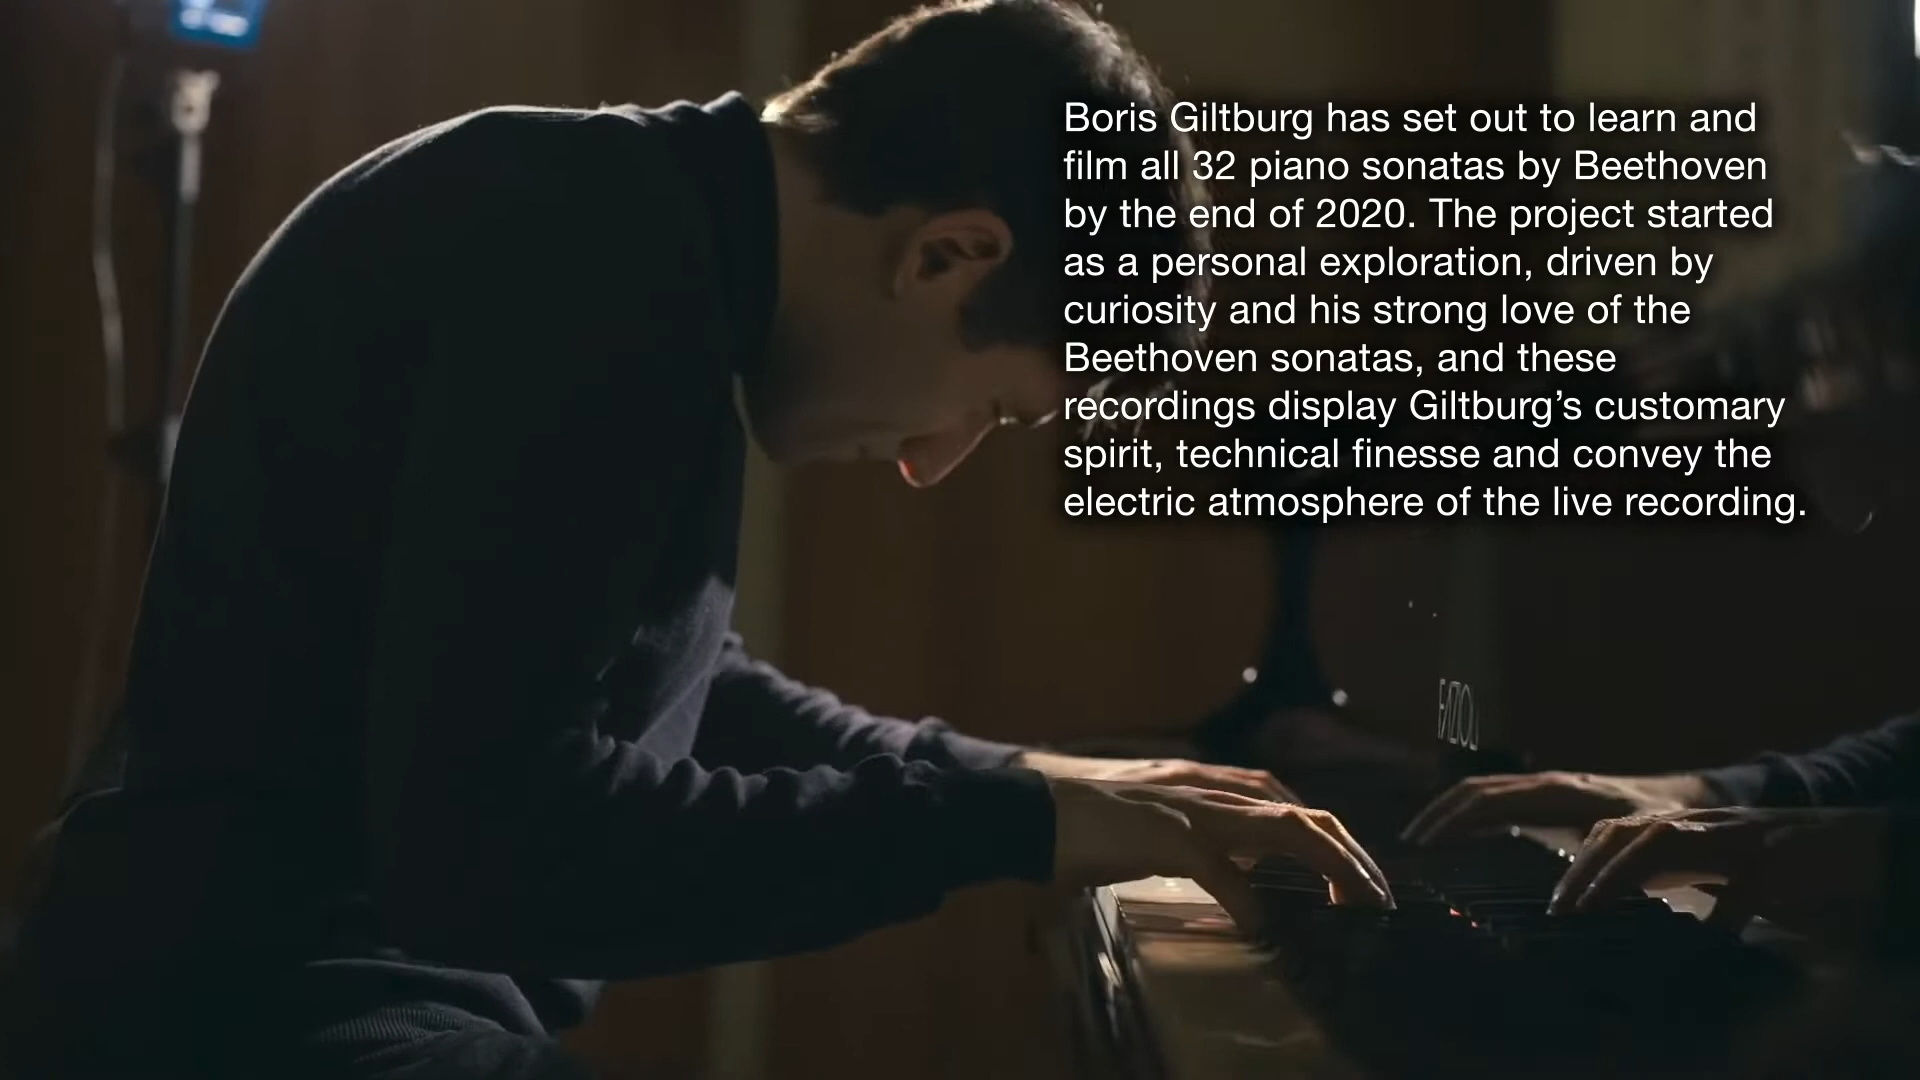 Boris Giltburg has set out to learn and
film all 32 piano sonatas by Beethoven
by the end of 2020. The project started
as a personal exploration, driven by
curiosity and his strong love of the
Beethoven sonatas, and these
recordings display Giltburg’s customary
spirit, technical finesse and convey the
electric atmosphere of the live recording.
FAZIOLI